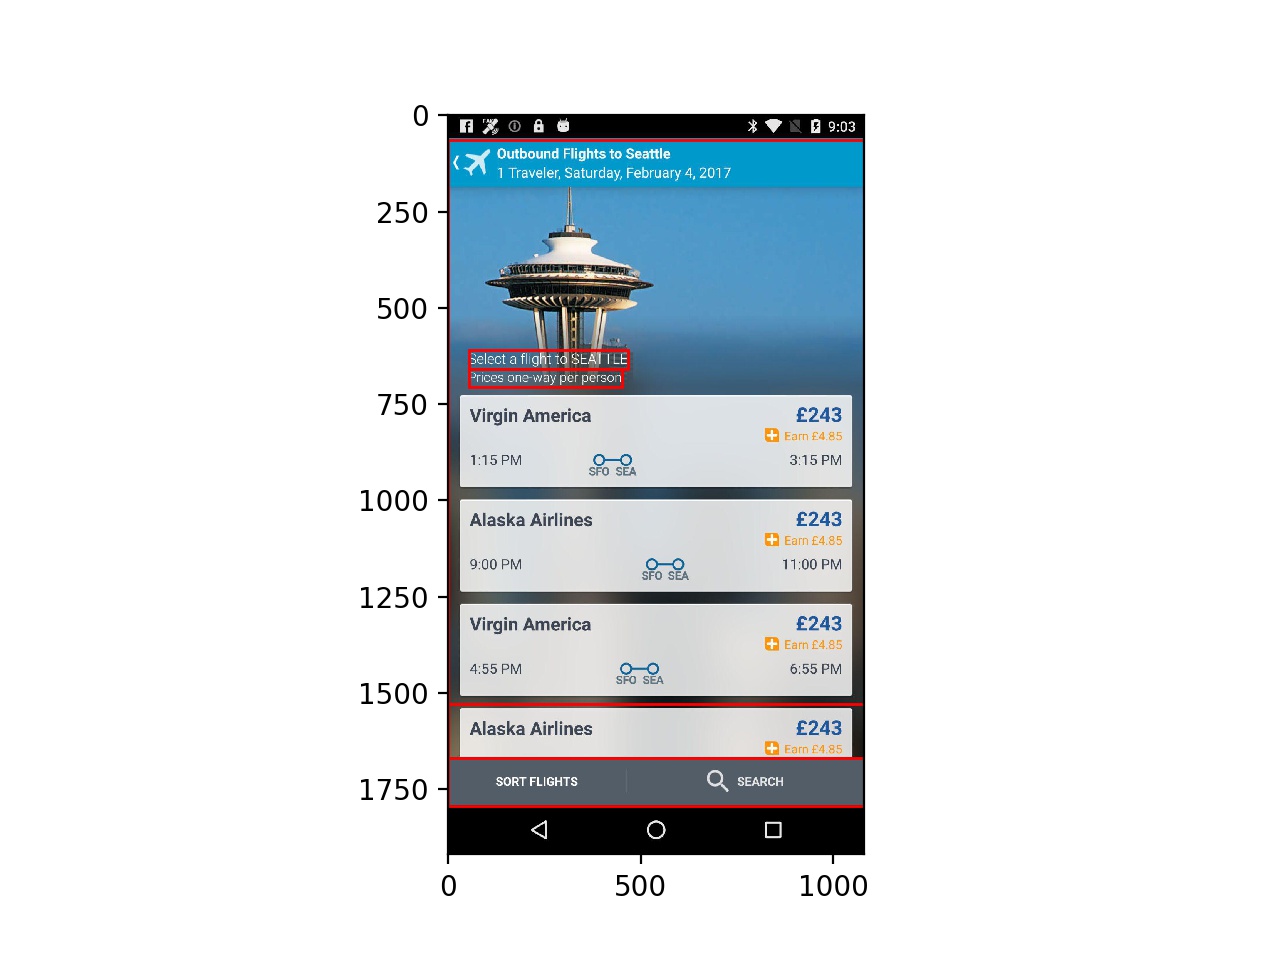 0
250
500
750
1000
1250
1500
1750
0 500 1000
9:03
Outbound Flights to Seattle
1 Traveler, Saturday, February 4, 2017
Select a flight to SEATTLE
Prices one-way per person
Virgin America £243
Earn £4.85
1:15 PM 3:15 PM
SFO SEA
Alaska Airlines £243
Earn £4.85
9:00 PM 11:00 PM
SFO SEA
Virgin America £243
Earn £4.85
4:55 PM 6:55 PM
SFO SEA
Alaska Airlines £243
Earn £4.85
SORT FLIGHTS SEARCH